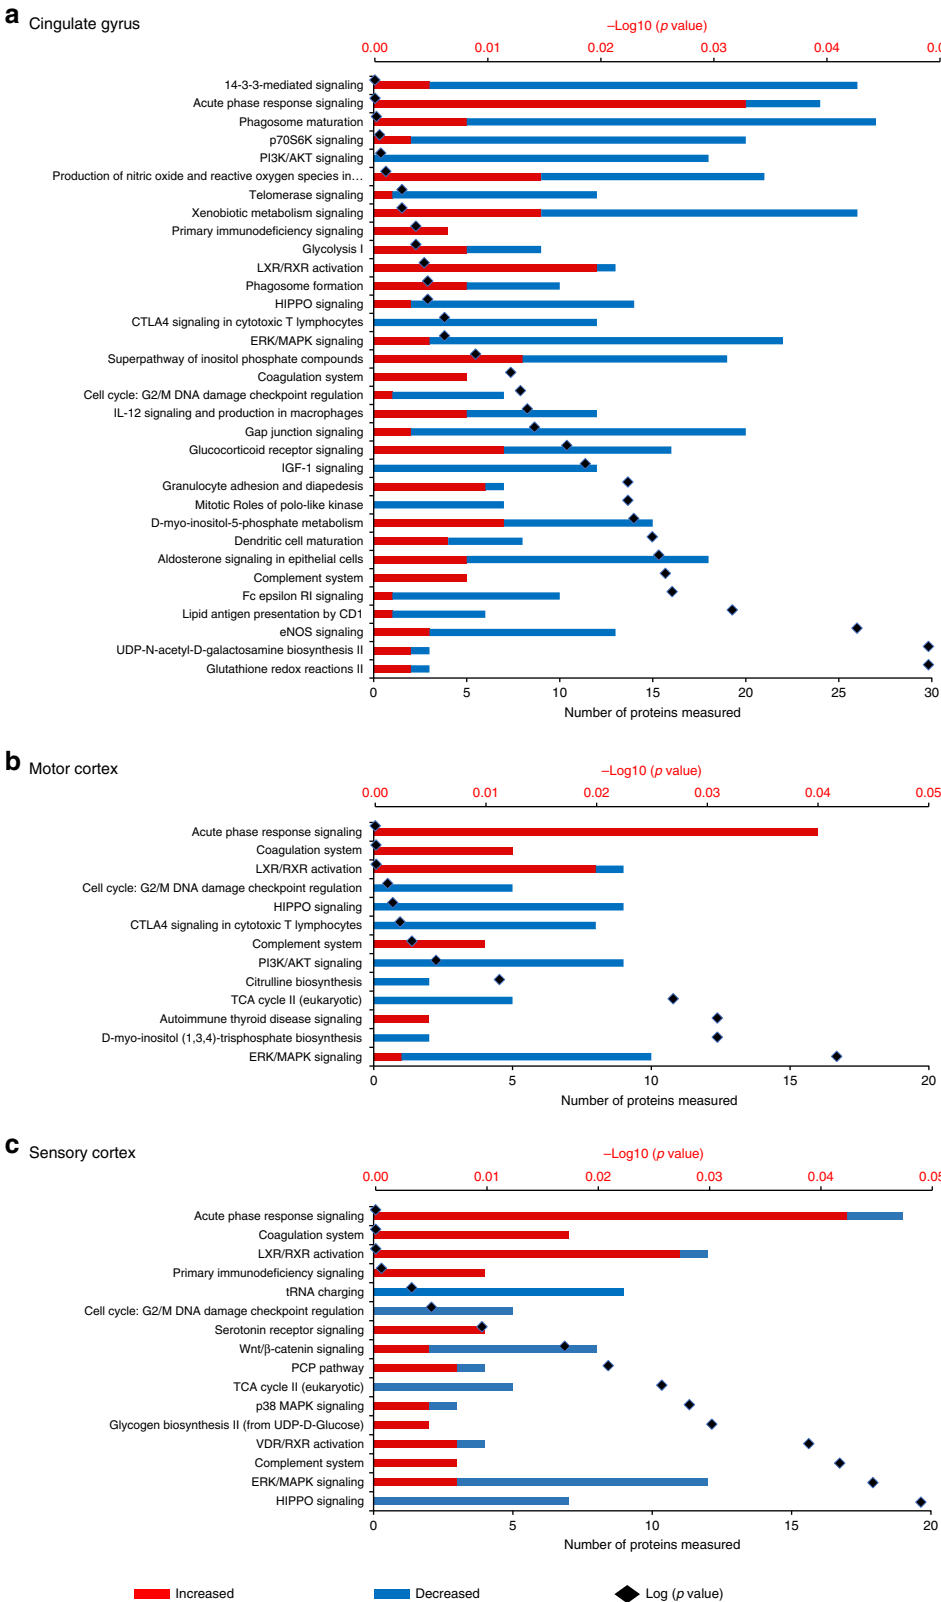 a Cingulate gyrus
–Log10 (p value)
0.00 0.01 0.02 0.03 0.04 0.0
14-3-3-mediated signaling
Acute phase response signaling
Phagosome maturation
p70S6K signaling
PI3K/AKT signaling
Production of nitric oxide and reactive oxygen species in…
Telomerase signaling
Xenobiotic metabolism signaling
Primary immunodeficiency signaling
Glycolysis I
LXR/RXR activation
Phagosome formation
HIPPO signaling
CTLA4 signaling in cytotoxic T lymphocytes
ERK/MAPK signaling
Superpathway of inositol phosphate compounds
Coagulation system
Cell cycle: G2/M DNA damage checkpoint regulation
IL-12 signaling and production in macrophages
Gap junction signaling
Glucocorticoid receptor signaling
IGF-1 signaling
Granulocyte adhesion and diapedesis
Mitotic Roles of polo-like kinase
D-myo-inositol-5-phosphate metabolism
Dendritic cell maturation
Aldosterone signaling in epithelial cells
Complement system
Fc epsilon RI signaling
Lipid antigen presentation by CD1
eNOS signaling
UDP-N-acetyl-D-galactosamine biosynthesis II
Glutathione redox reactions II
0 5 10 15 20 25 30
Number of proteins measured
b Motor cortex
–Log10 (p value)
0.00 0.01 0.02 0.03 0.04 0.05
Acute phase response signaling
Coagulation system
LXR/RXR activation
Cell cycle: G2/M DNA damage checkpoint regulation
HIPPO signaling
CTLA4 signaling in cytotoxic T lymphocytes
Complement system
PI3K/AKT signaling
Citrulline biosynthesis
TCA cycle II (eukaryotic)
Autoimmune thyroid disease signaling
D-myo-inositol (1,3,4)-trisphosphate biosynthesis
ERK/MAPK signaling
0 5 10 15 20
Number of proteins measured
c Sensory cortex
–Log10 (p value)
0.00 0.01 0.02 0.03 0.04 0.05
Acute phase response signaling
Coagulation system
LXR/RXR activation
Primary immunodeficiency signaling
tRNA charging
Cell cycle: G2/M DNA damage checkpoint regulation
Serotonin receptor signaling
Wnt/β-catenin signaling
PCP pathway
TCA cycle II (eukaryotic)
p38 MAPK signaling
Glycogen biosynthesis II (from UDP-D-Glucose)
VDR/RXR activation
Complement system
ERK/MAPK signaling
HIPPO signaling
0 5 10 15 20
Number of proteins measured
Increased Decreased Log (p value)